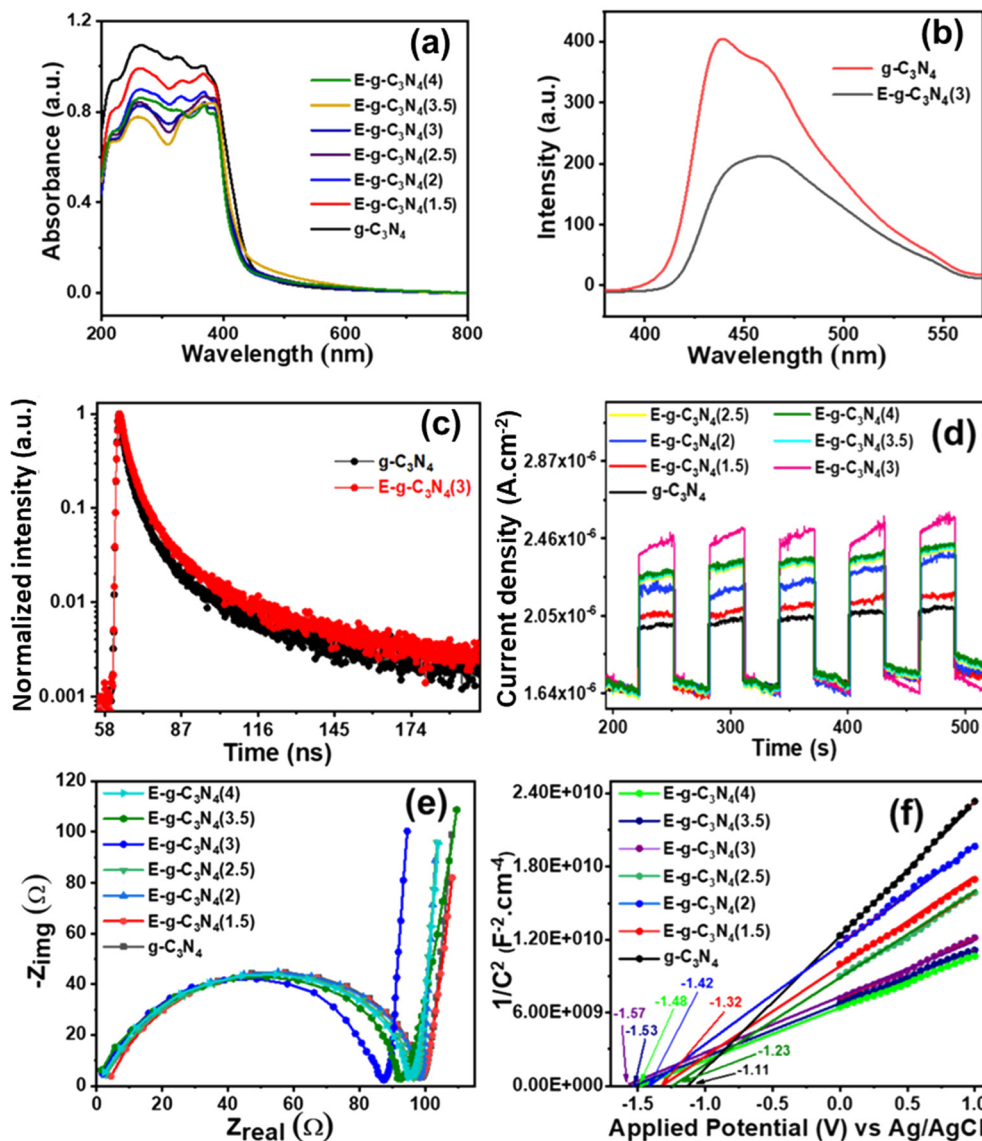 (a)
1.2
0.8
0.4
0.0
Absorbance (a.u.)
E-g-C₃N₄(4)
E-g-C₃N₄(3.5)
E-g-C₃N₄(3)
E-g-C₃N₄(2.5)
E-g-C₃N₄(2)
E-g-C₃N₄(1.5)
g-C₃N₄
200 400 600 800
Wavelength (nm)
(b)
400
300
200
100
0
Intensity (a.u.)
g-C₃N₄
E-g-C₃N₄(3)
400 450 500 550
Wavelength (nm)
(c)
1
0.1
0.01
0.001
Normalized intensity (a.u.)
g-C₃N₄
E-g-C₃N₄(3)
58 87 116 145 174
Time (ns)
(d)
E-g-C₃N₄(2.5) E-g-C₃N₄(4)
E-g-C₃N₄(2) E-g-C₃N₄(3.5)
E-g-C₃N₄(1.5) E-g-C₃N₄(3)
g-C₃N₄
2.87x10⁻⁶
2.46x10⁻⁶
2.05x10⁻⁶
1.64x10⁻⁶
Current density (A.cm⁻²)
200 300 400 500
Time (s)
(e)
120
100
80
60
40
20
0
-Zimg (Ω)
E-g-C₃N₄(4)
E-g-C₃N₄(3.5)
E-g-C₃N₄(3)
E-g-C₃N₄(2.5)
E-g-C₃N₄(2)
E-g-C₃N₄(1.5)
g-C₃N₄
0 20 40 60 80 100
Zreal (Ω)
(f)
2.40E+010
1.80E+010
1.20E+010
6.00E+009
0.00E+000
1/C² (F⁻².cm⁻⁴)
E-g-C₃N₄(4)
E-g-C₃N₄(3.5)
E-g-C₃N₄(3)
E-g-C₃N₄(2.5)
E-g-C₃N₄(2)
E-g-C₃N₄(1.5)
g-C₃N₄
-1.42
-1.48
-1.57
-1.53
-1.32
-1.23
-1.11
-1.5 -1.0 -0.5 0.0 0.5 1.0
Applied Potential (V) vs Ag/AgCl